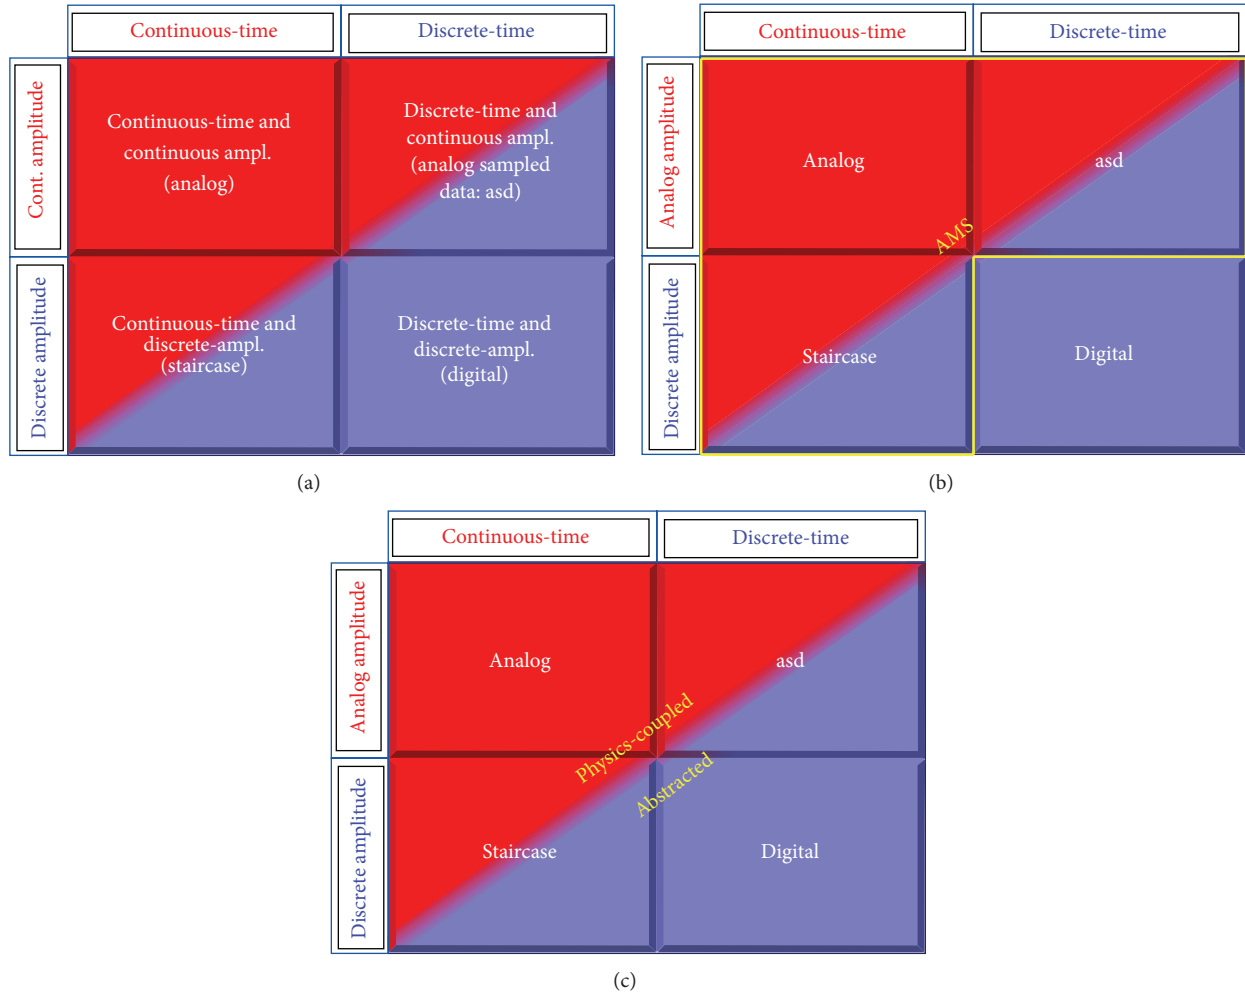 Continuous-time
Discrete-time
Cont. amplitude
Discrete amplitude
Continuous-time and
continuous ampl.
(analog)
Discrete-time and
continuous ampl.
(analog sampled
data: asd)
Continuous-time and
discrete-ampl.
(staircase)
Discrete-time and
discrete-ampl.
(digital)
(a)
Continuous-time
Discrete-time
Analog amplitude
Discrete amplitude
Analog
asd
AMS
Staircase
Digital
(b)
Continuous-time
Discrete-time
Analog amplitude
Discrete amplitude
Analog
asd
Physics-coupled
Abstracted
Staircase
Digital
(c)